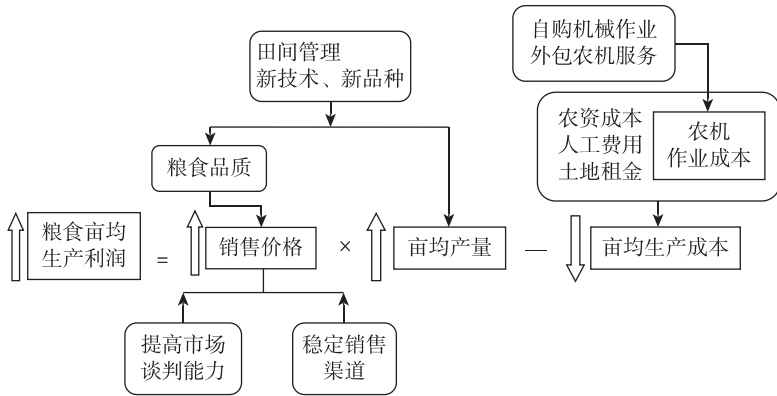 自购机械作业
外包农机服务
田间管理
新技术、新品种
农资成本
人工费用
土地租金
农机
作业成本
粮食品质
粮食亩均
生产利润
=
销售价格
×
亩均产量
—
亩均生产成本
提高市场
谈判能力
稳定销售
渠道